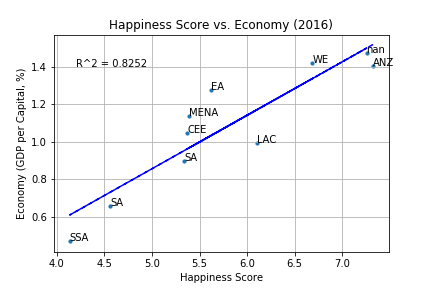 Happiness Score vs. Economy (2016)
R^2 = 0.8252
nan
ANZ
WE
EA
MENA
CEE
LAC
SA
SA
SSA
Economy (GDP per Capital, %)
1.4
1.2
1.0
0.8
0.6
4.0 4.5 5.0 5.5 6.0 6.5 7.0
Happiness Score